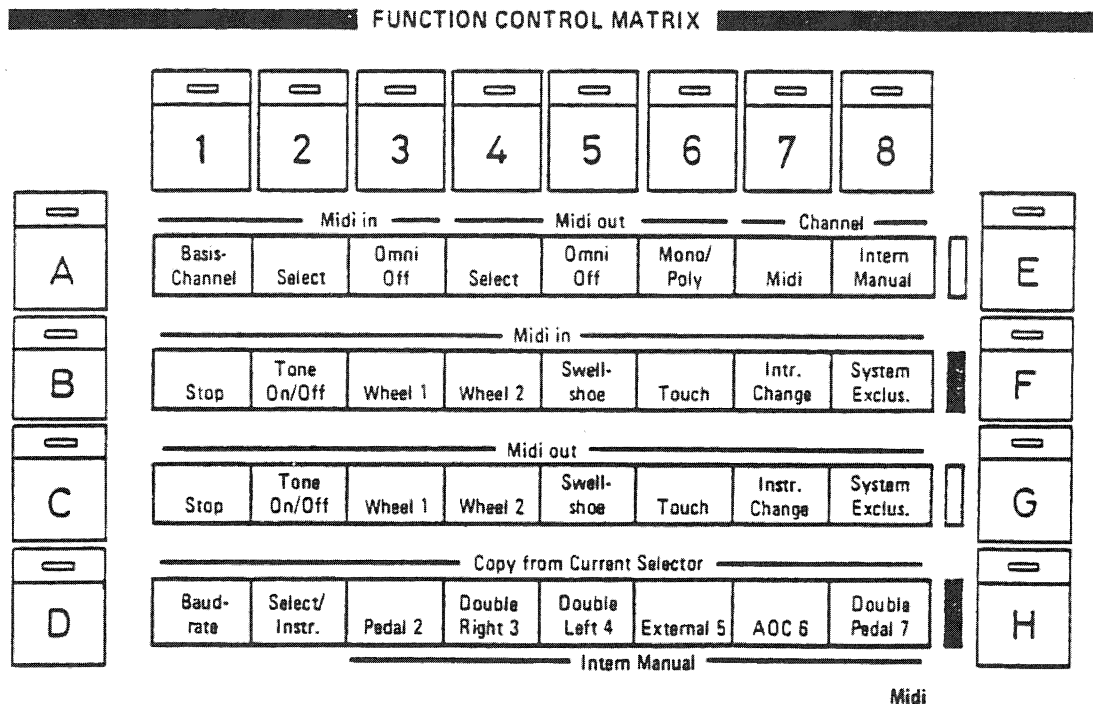 FUNCTION CONTROL MATRIX
1 2 3 4 5 6 7 8
Midi in Midi out Channel
A E
Basis- Omni Omni Mono/ Intern
Channel Select Off Select Off Poly Midi Manual
Midi in
B F
Tone Swell- Intr. System
Stop On/Off Wheel 1 Wheel 2 shoe Touch Change Exclus.
Midi out
C G
Tone Swell- Instr. System
Stop On/Off Wheel 1 Wheel 2 shoe Touch Change Exclus.
Copy from Current Selector
D H
Baud- Select/ Double Double Double
rate Instr. Pedal 2 Right 3 Left 4 External 5 AOC 6 Pedal 7
Intern Manual
Midi